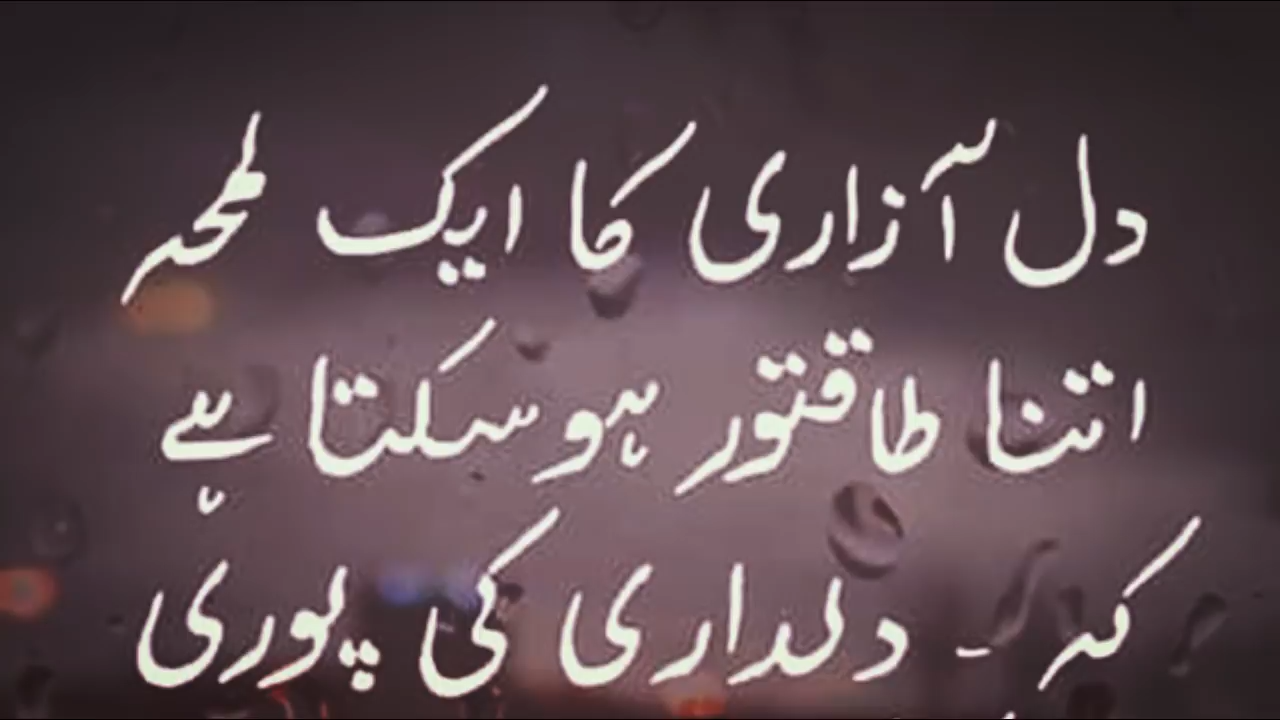 دل آزاری کا ایک لمحہ
اتنا طاقتور ہو سکتا ہے
کہ - دلداری کی پوری